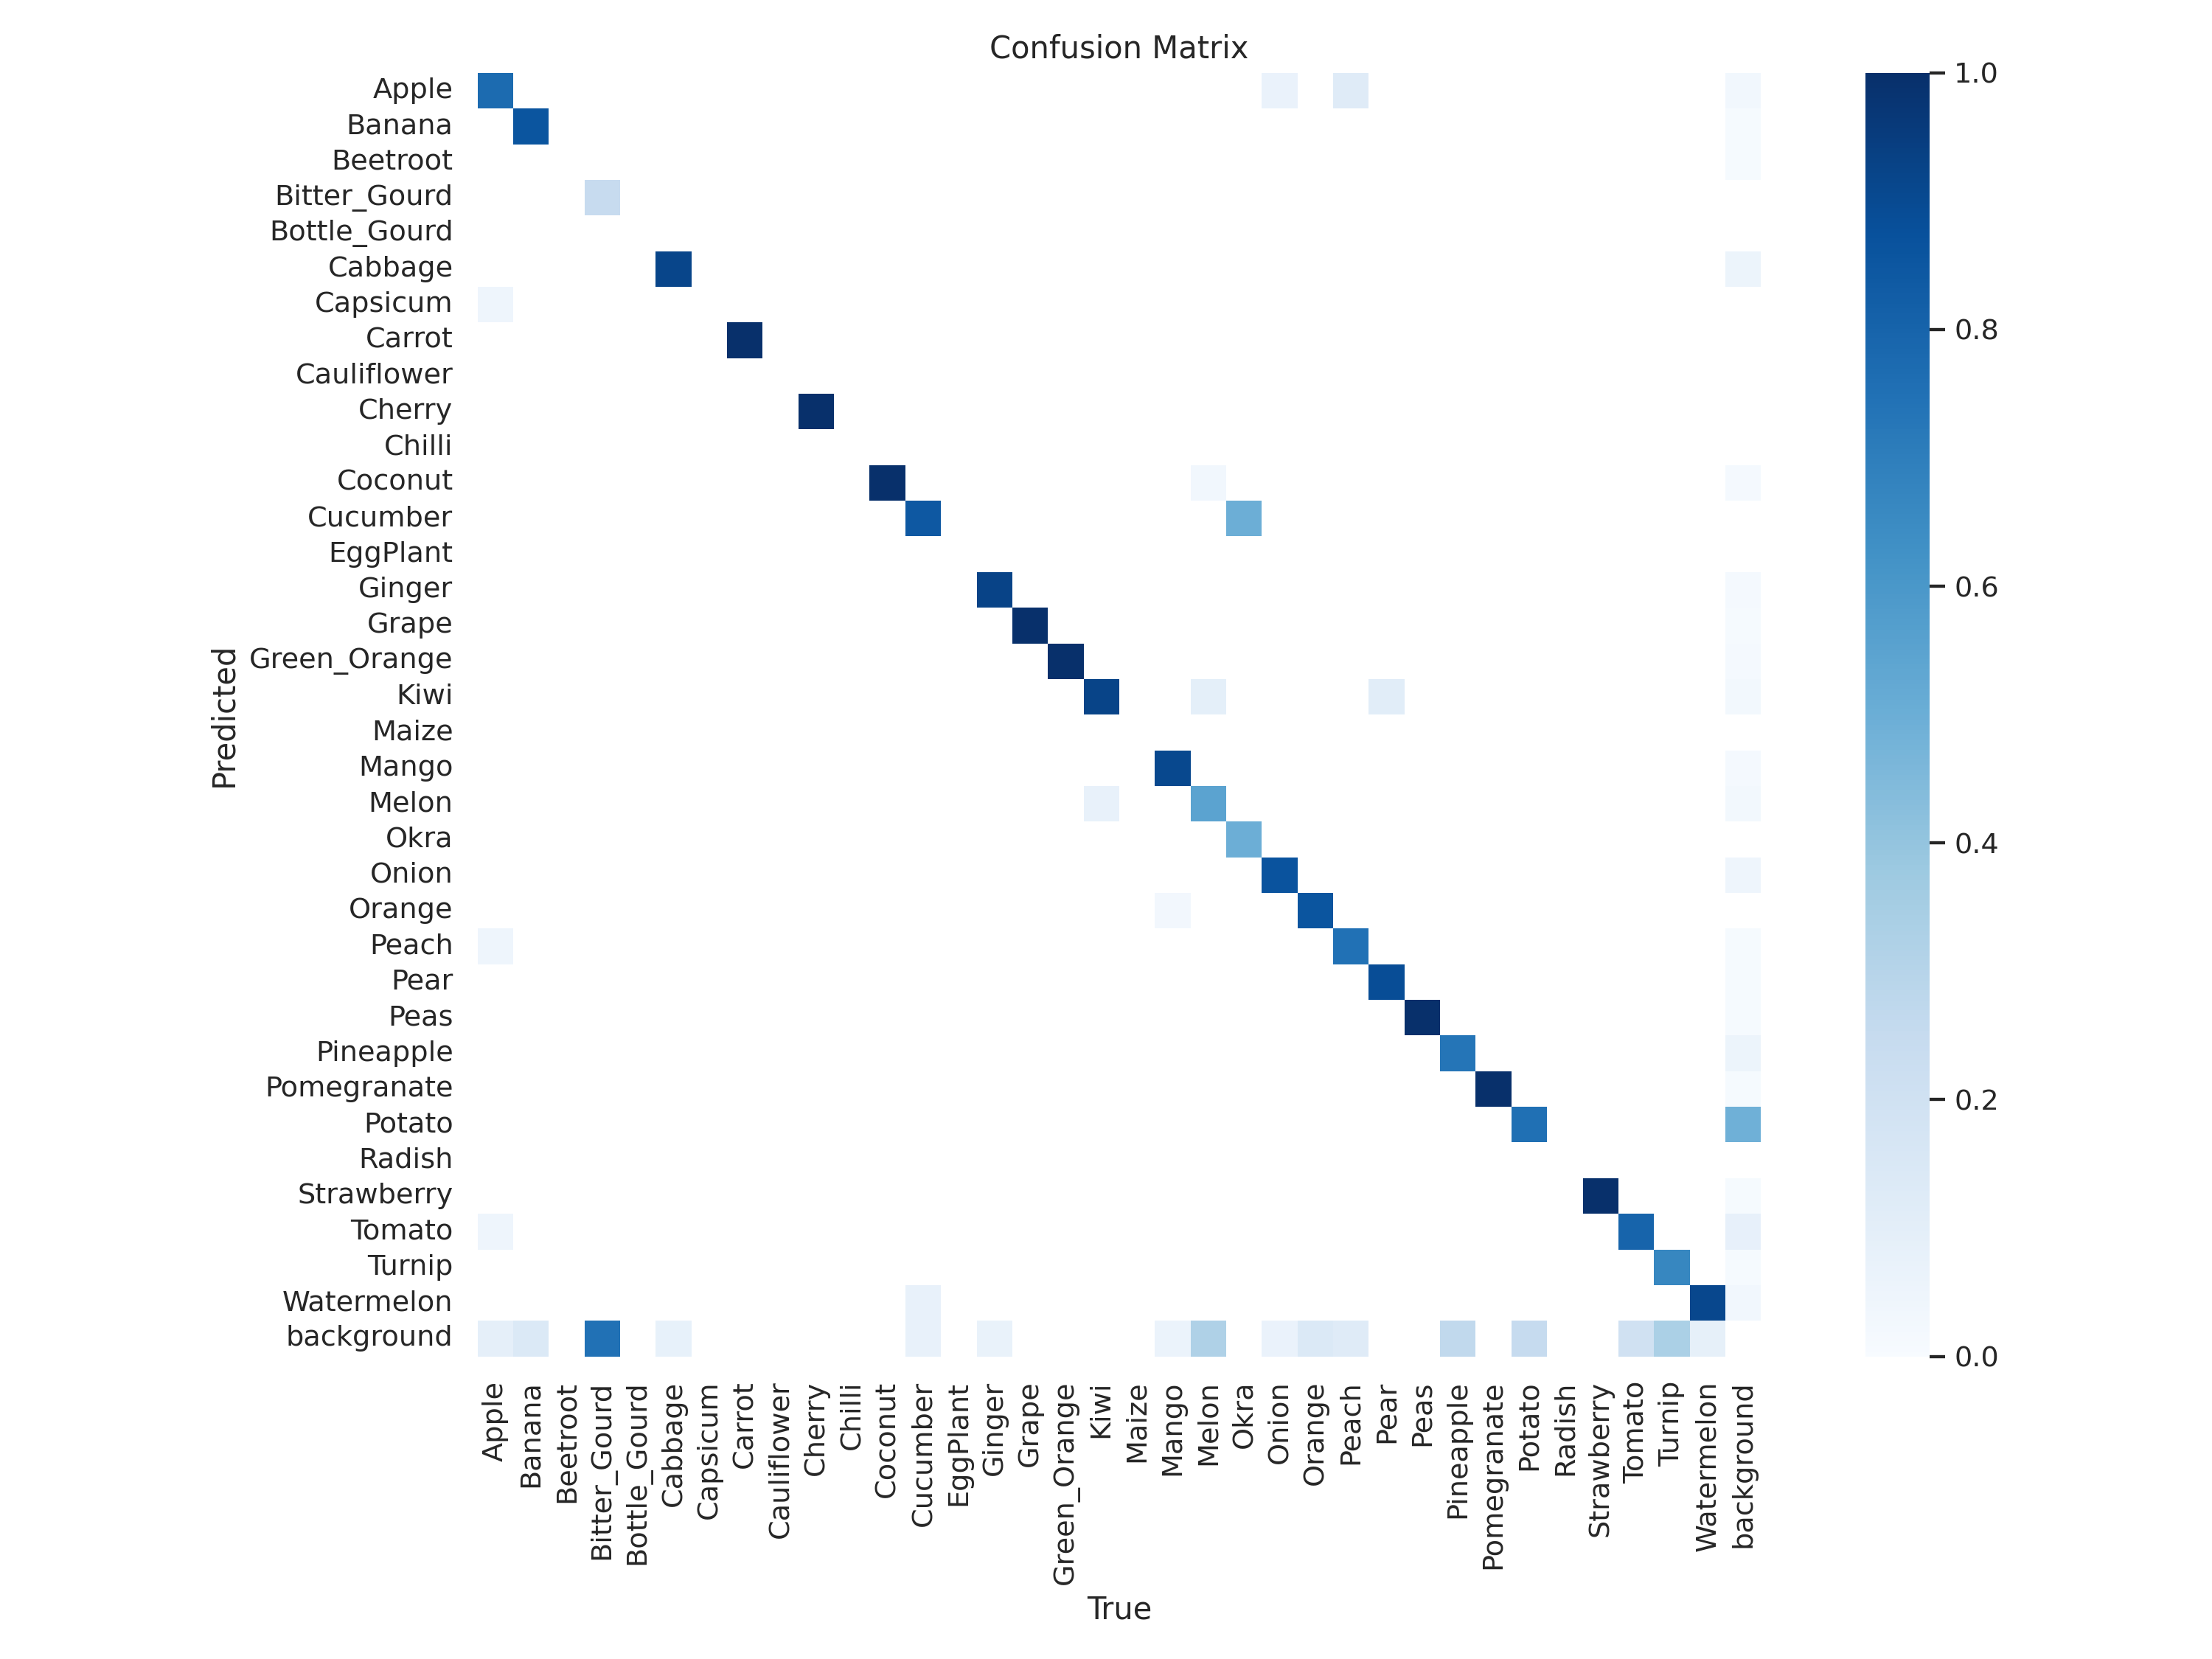 Confusion Matrix
Apple
Banana
Beetroot
Bitter_Gourd
Bottle_Gourd
Cabbage
Capsicum
Carrot
Cauliflower
Cherry
Chilli
Coconut
Cucumber
EggPlant
Ginger
Grape
Green_Orange
Kiwi
Maize
Mango
Melon
Okra
Onion
Orange
Peach
Pear
Peas
Pineapple
Pomegranate
Potato
Radish
Strawberry
Tomato
Turnip
Watermelon
background
Predicted
Apple
Banana
Beetroot
Bitter_Gourd
Bottle_Gourd
Cabbage
Capsicum
Carrot
Cauliflower
Cherry
Chilli
Coconut
Cucumber
EggPlant
Ginger
Grape
Green_Orange
Kiwi
Maize
Mango
Melon
Okra
Onion
Orange
Peach
Pear
Peas
Pineapple
Pomegranate
Potato
Radish
Strawberry
Tomato
Turnip
Watermelon
background
True
1.0
0.8
0.6
0.4
0.2
0.0